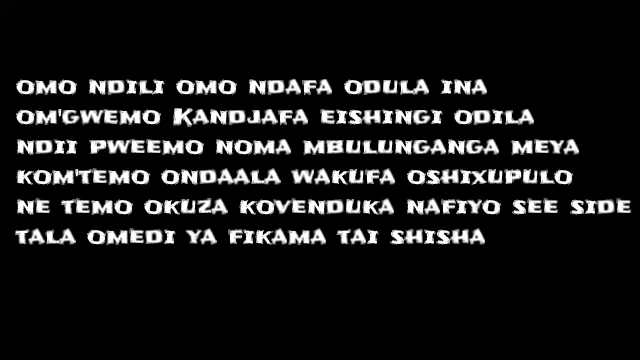 OMO NDILI OMO NDAFA ODULA INA
OM'GWEMO KANDJAFA EISHINGI ODILA
NDII PWEEMO NOMA MBULUNGANGA MEYA
KOM'TEMO ONDAALA WAKUFA OSHIXUPULO
NE TEMO OKUZA KOVENDUKA NAFIYO SEE SIDE
TALA OMEDI YA FIKAMA TAI SHISHA